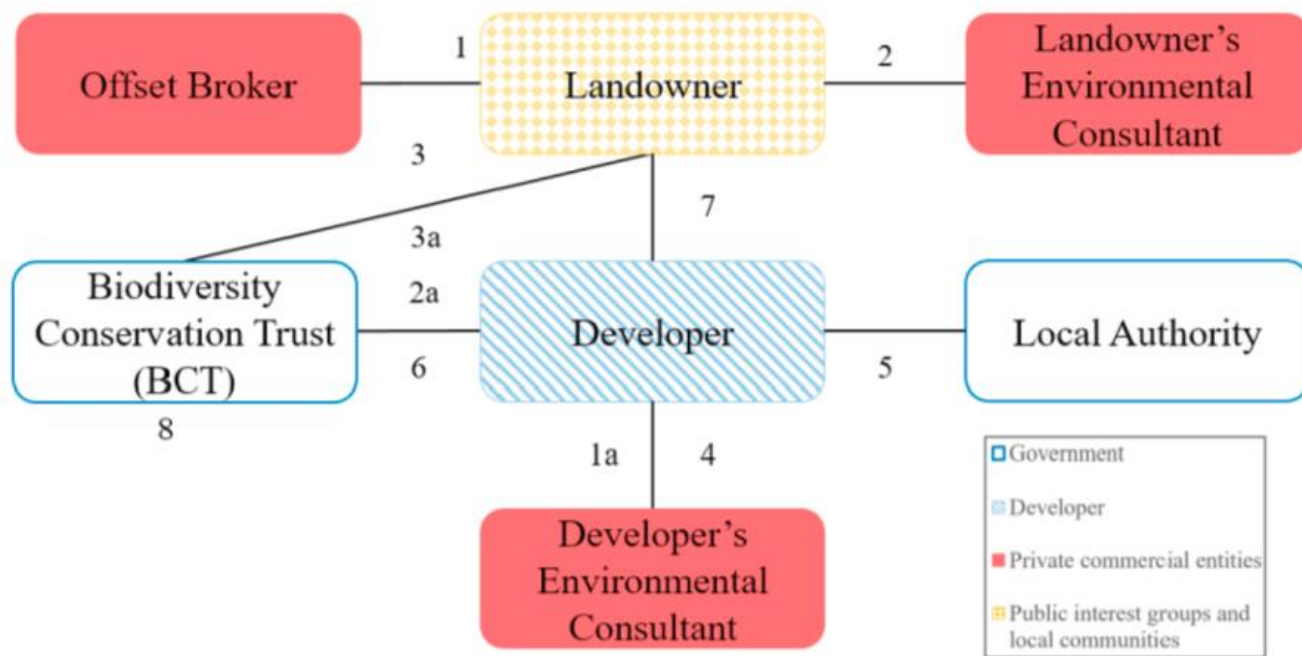 Offset Broker
1
Landowner
2
Landowner’s
Environmental
Consultant
3
3a
7
Biodiversity
Conservation Trust
(BCT)
2a
6
8
Developer
5
Local Authority
1a
4
Developer’s
Environmental
Consultant
Government
Developer
Private commercial entities
Public interest groups and
local communities